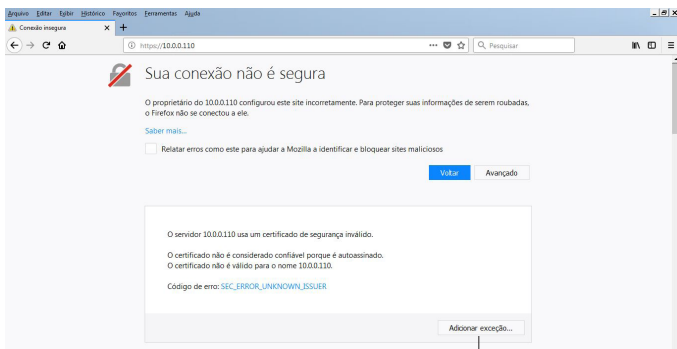 Arquivo Editar Exibir Histórico Favoritos Ferramentas Ajuda
Conexão insegura
https://10.0.0.110
Pesquisar
Sua conexão não é segura
O proprietário do 10.0.0.110 configurou este site incorretamente. Para proteger suas informações de serem roubadas,
o Firefox não se conectou a ele.
Saber mais...
Relatar erros como este para ajudar a Mozilla a identificar e bloquear sites maliciosos
Voltar Avançado
O servidor 10.0.0.110 usa um certificado de segurança inválido.
O certificado não é considerado confiável porque é autoassinado.
O certificado não é válido para o nome 10.0.0.110.
Código de erro: SEC_ERROR_UNKNOWN_ISSUER
Adicionar exceção...